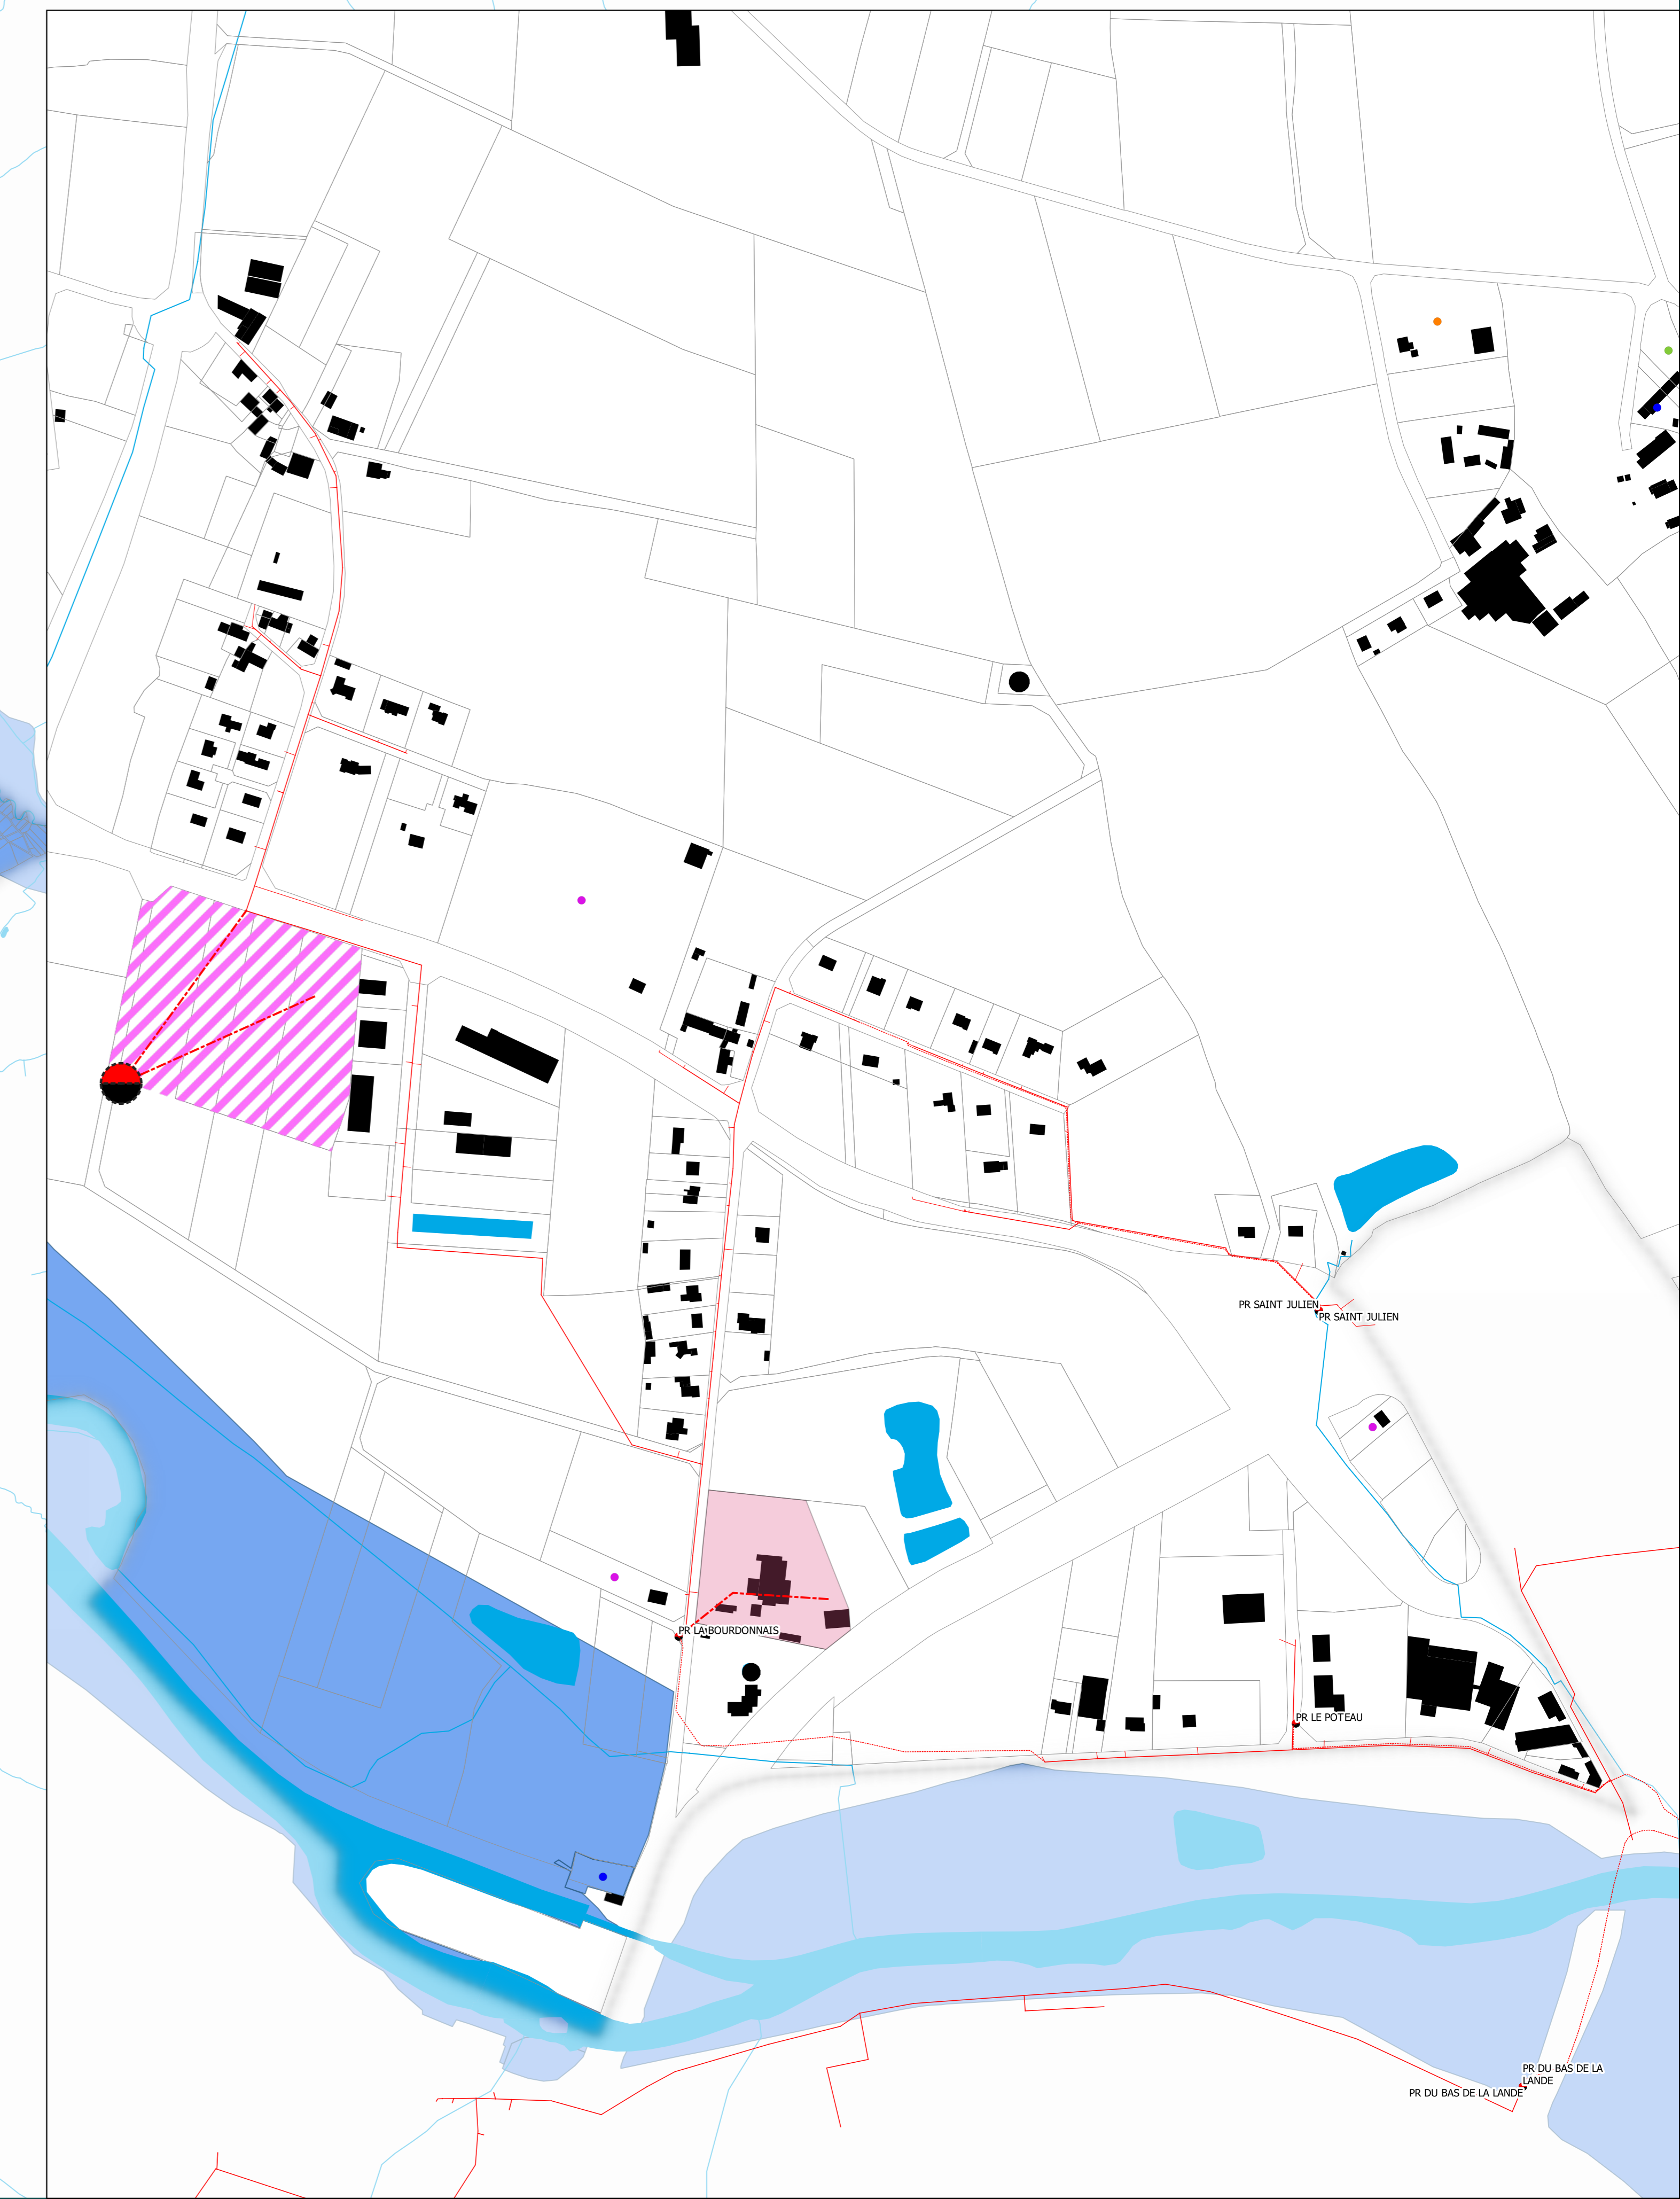 PR SAINT JULIEN
PR SAINT JULIEN
PR LA BOURDONNAIS
PR LE POTEAU
PR DU BAS DE LA
LANDE
PR DU BAS DE LA LANDE